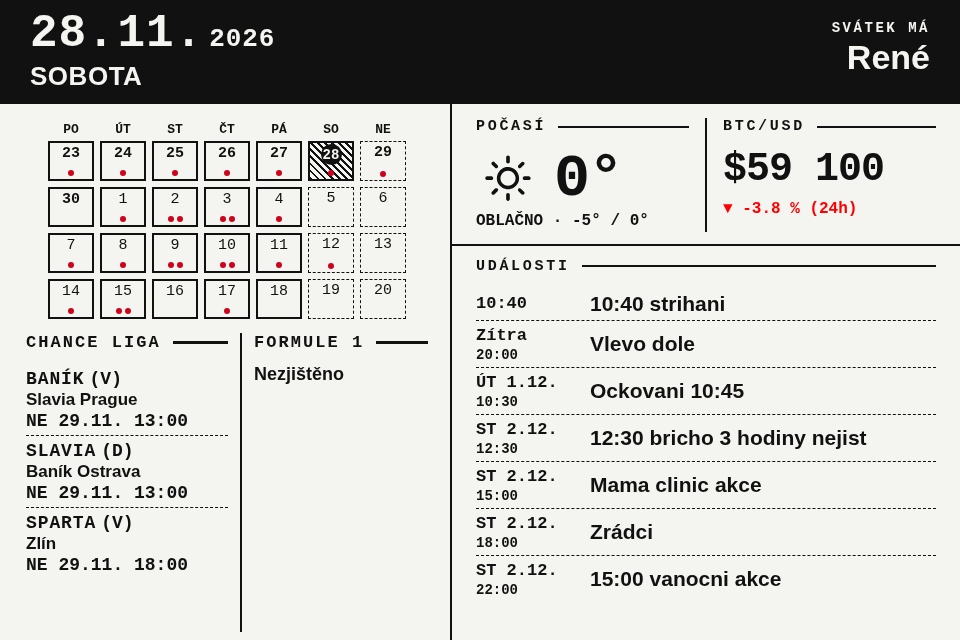 28.11. 2026
SOBOTA
SVÁTEK MÁ
René
PO ÚT ST ČT PÁ SO NE
23 24 25 26 27 28 29
30 1 2 3 4 5 6
7 8 9 10 11 12 13
14 15 16 17 18 19 20
CHANCE LIGA
BANÍK (V)
Slavia Prague
NE 29.11. 13:00
SLAVIA (D)
Baník Ostrava
NE 29.11. 13:00
SPARTA (V)
Zlín
NE 29.11. 18:00
FORMULE 1
Nezjištěno
POČASÍ
0°
OBLAČNO · -5° / 0°
BTC/USD
$59 100
▼ -3.8 % (24h)
UDÁLOSTI
10:40 10:40 strihani
Zítra
20:00
Vlevo dole
ÚT 1.12.
10:30
Ockovani 10:45
ST 2.12.
12:30
12:30 bricho 3 hodiny nejist
ST 2.12.
15:00
Mama clinic akce
ST 2.12.
18:00
Zrádci
ST 2.12.
22:00
15:00 vanocni akce